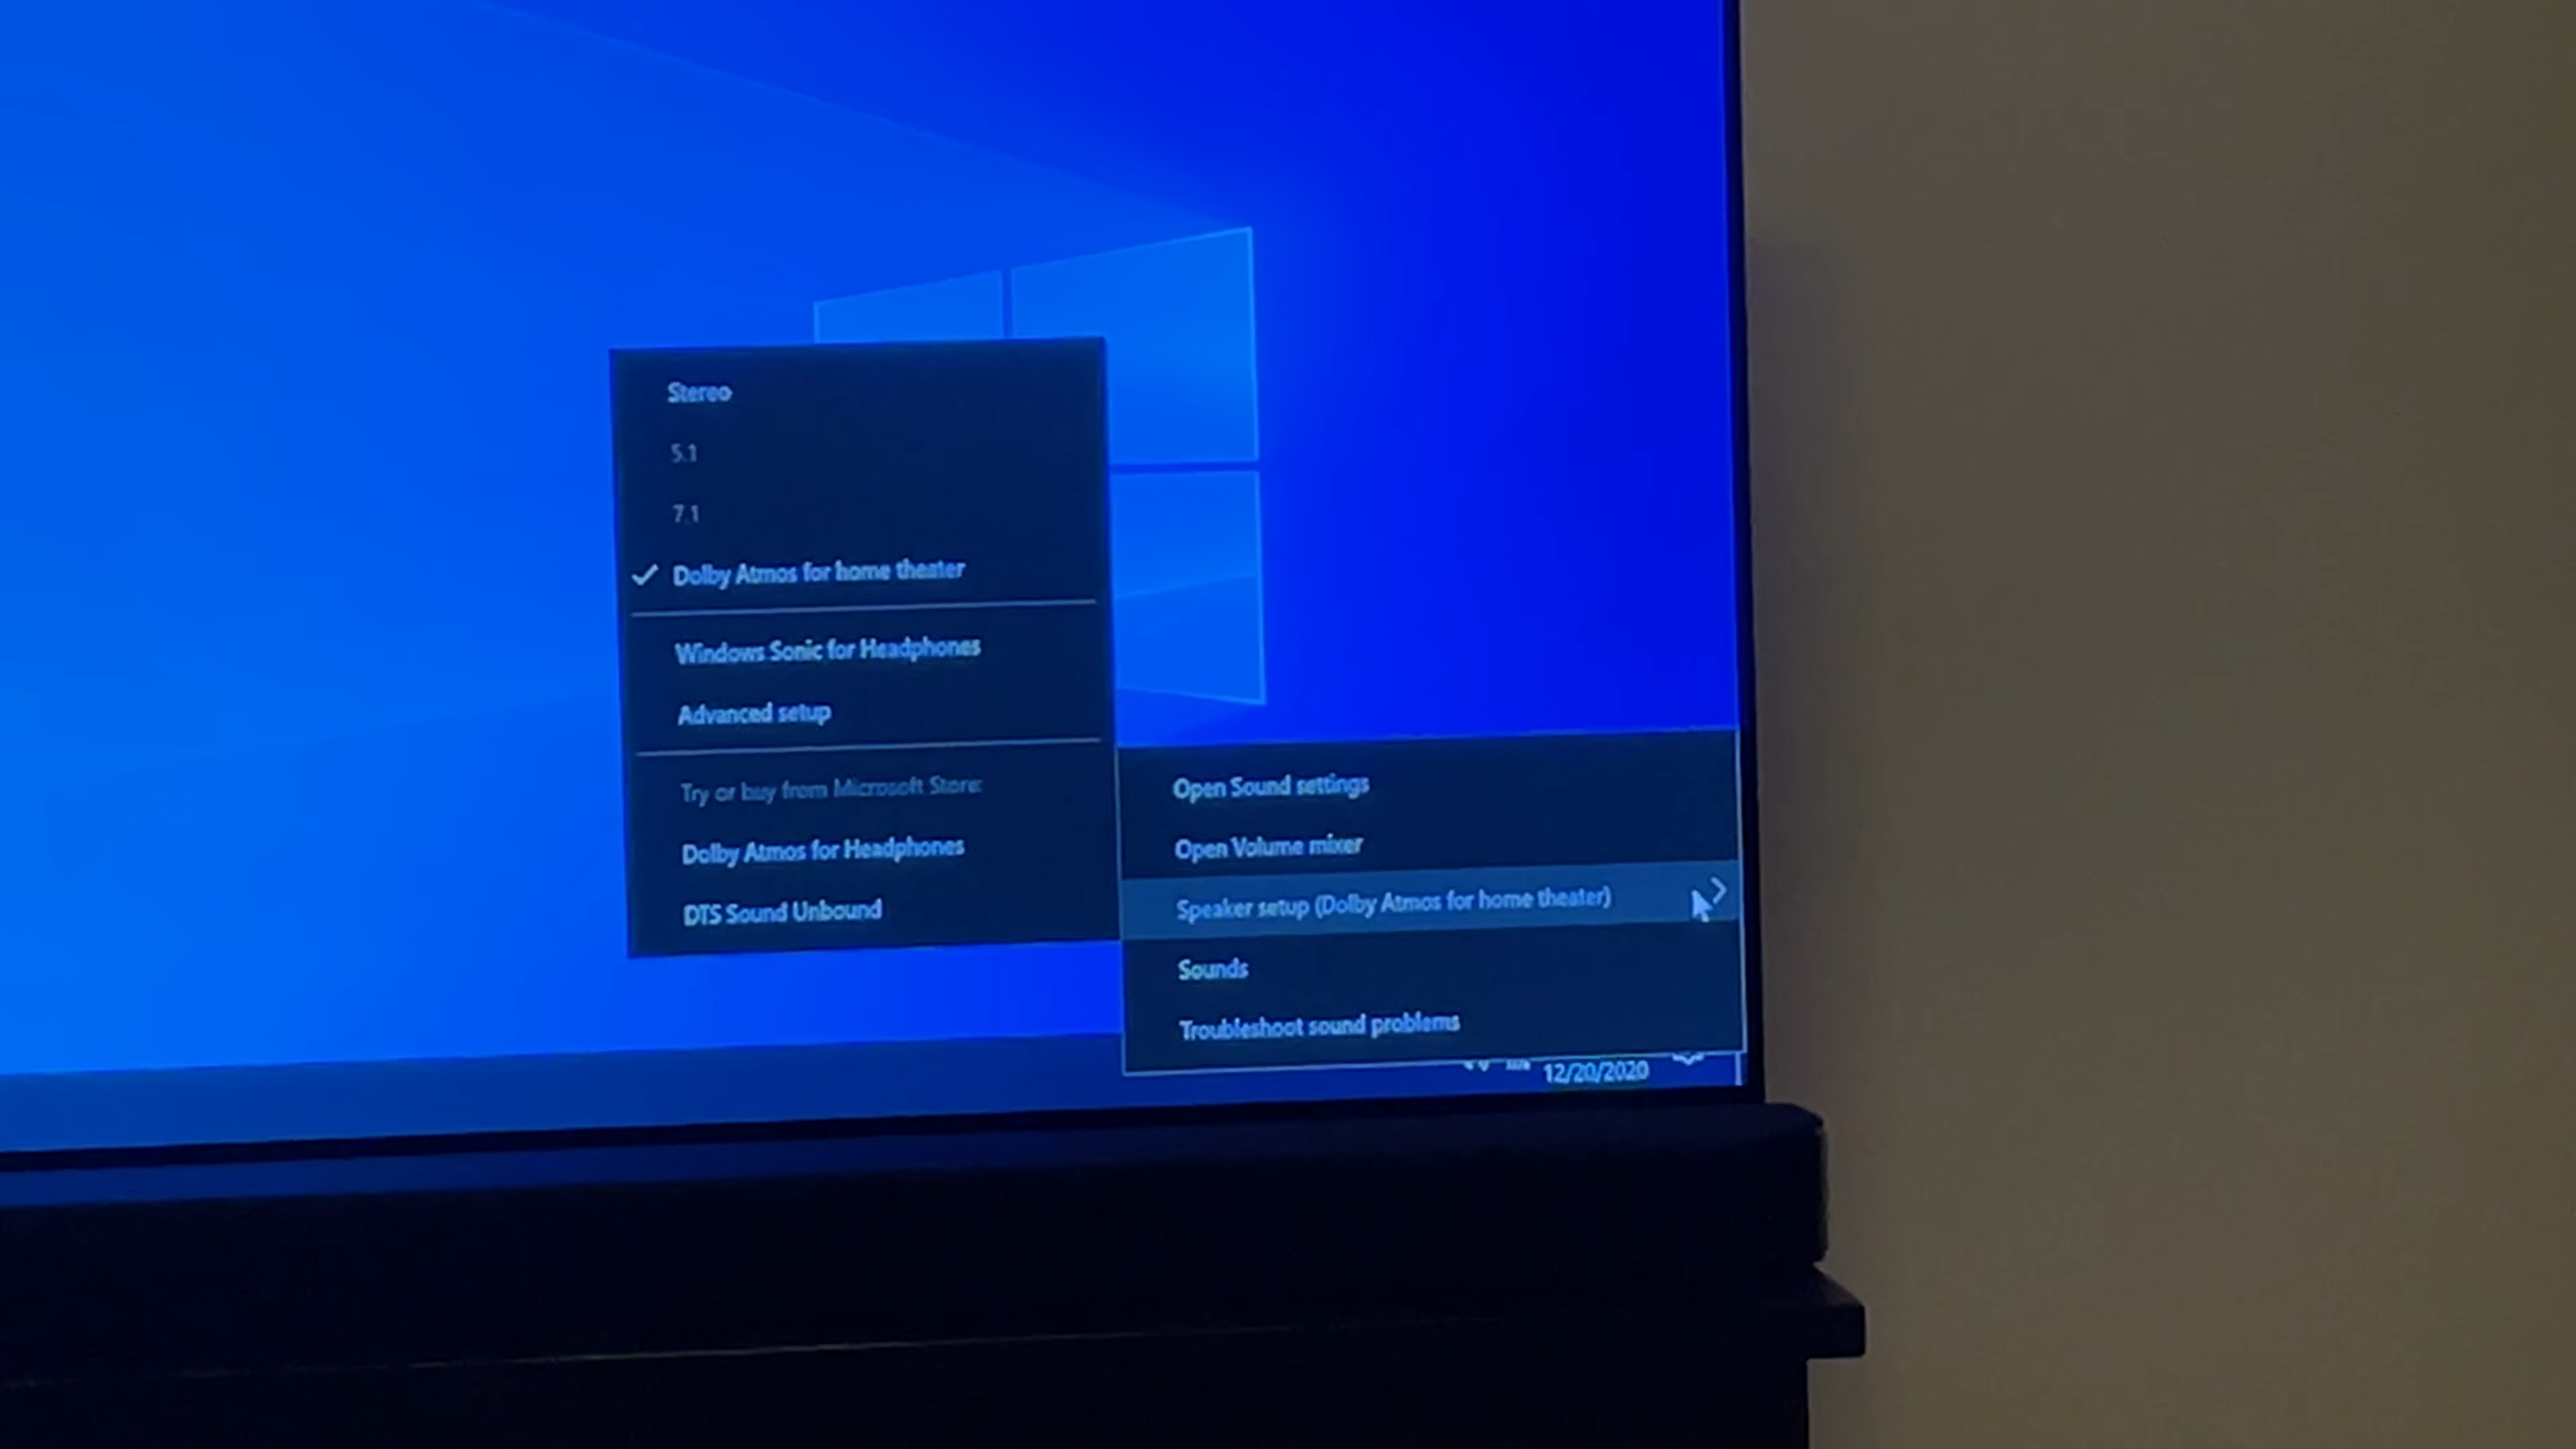 Stereo
5.1
7.1
Dolby Atmos for home theater
Windows Sonic for Headphones
Advanced setup
Try or buy from Microsoft Store:
Dolby Atmos for Headphones
DTS Sound Unbound
Open Sound settings
Open Volume mixer
Speaker setup (Dolby Atmos for home theater)
Sounds
Troubleshoot sound problems
12/20/2020